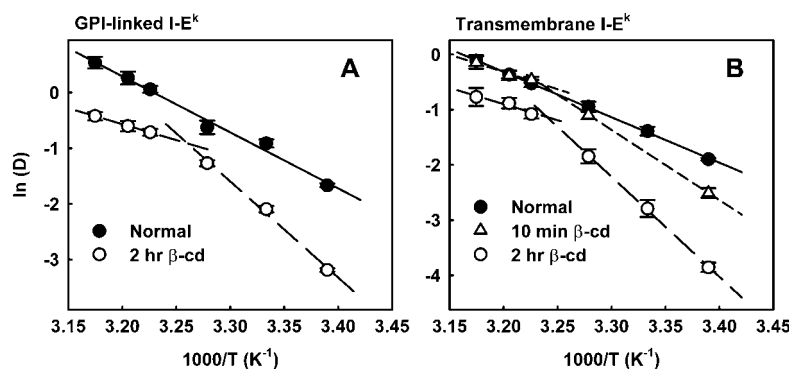 GPI-linked I-Eᵏ
A
ln (D)
0
-1
-2
-3
Normal
2 hr β-cd
3.15 3.20 3.25 3.30 3.35 3.40 3.45
1000/T (K⁻¹)
Transmembrane I-Eᵏ
B
0
-1
-2
-3
-4
Normal
10 min β-cd
2 hr β-cd
3.15 3.20 3.25 3.30 3.35 3.40 3.45
1000/T (K⁻¹)